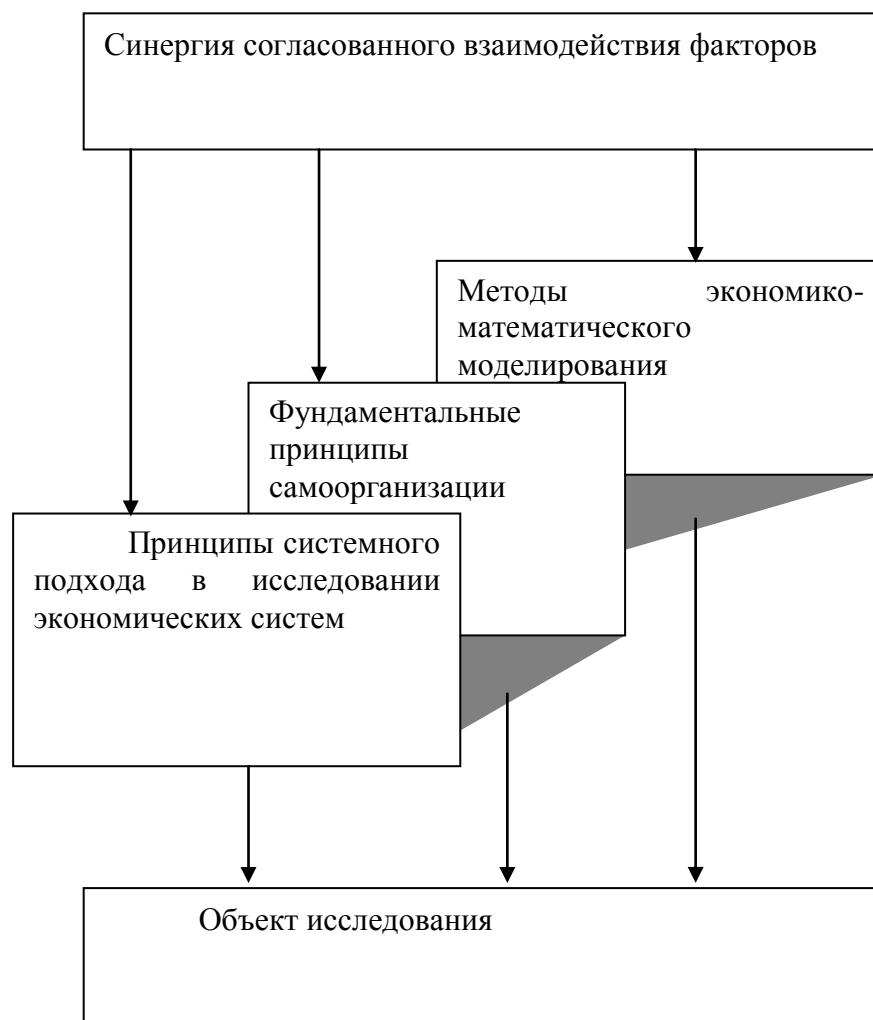 Синергия согласованного взаимодействия факторов
Методы экономико-
математического
моделирования
Фундаментальные
принципы
самоорганизации
Принципы системного
подхода в исследовании
экономических систем
Объект исследования